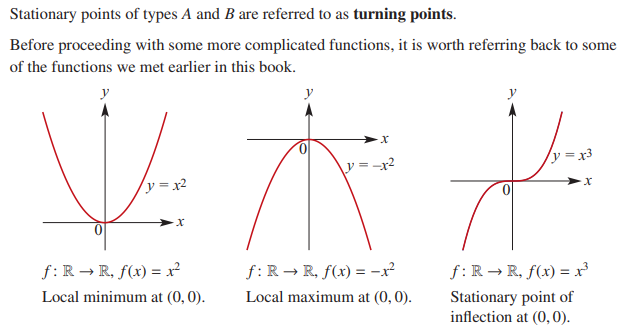 Stationary points of types A and B are referred to as turning points.
Before proceeding with some more complicated functions, it is worth referring back to some
of the functions we met earlier in this book.
y
y = x²
x
0
y
x
0
y = −x²
y
y = x³
x
0
f : ℝ → ℝ, f(x) = x²
Local minimum at (0, 0).
f : ℝ → ℝ, f(x) = −x²
Local maximum at (0, 0).
f : ℝ → ℝ, f(x) = x³
Stationary point of
inflection at (0, 0).